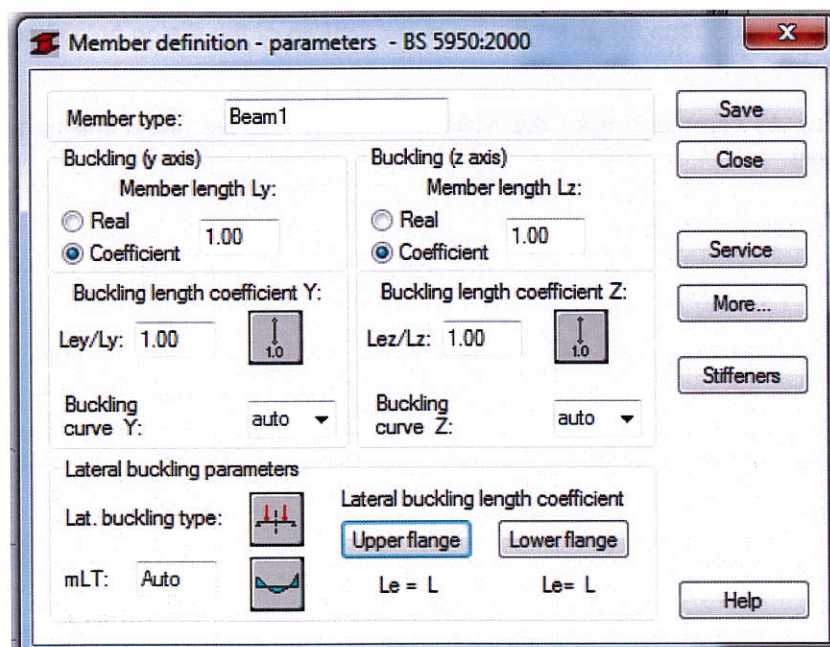 Member definition - parameters - BS 5950:2000
x
Member type: Beam1
Save
Close
Buckling (y axis)
Member length Ly:
Real
Coefficient
1.00
Buckling (z axis)
Member length Lz:
Real
Coefficient
1.00
Service
More...
Stiffeners
Buckling length coefficient Y:
Ley/Ly: 1.00
1.0
Buckling
curve Y:
auto
Buckling length coefficient Z:
Lez/Lz: 1.00
1.0
Buckling
curve Z:
auto
Lateral buckling parameters
Lat. buckling type:
mLT: Auto
Lateral buckling length coefficient
Upper flange
Lower flange
Le = L
Le= L
Help